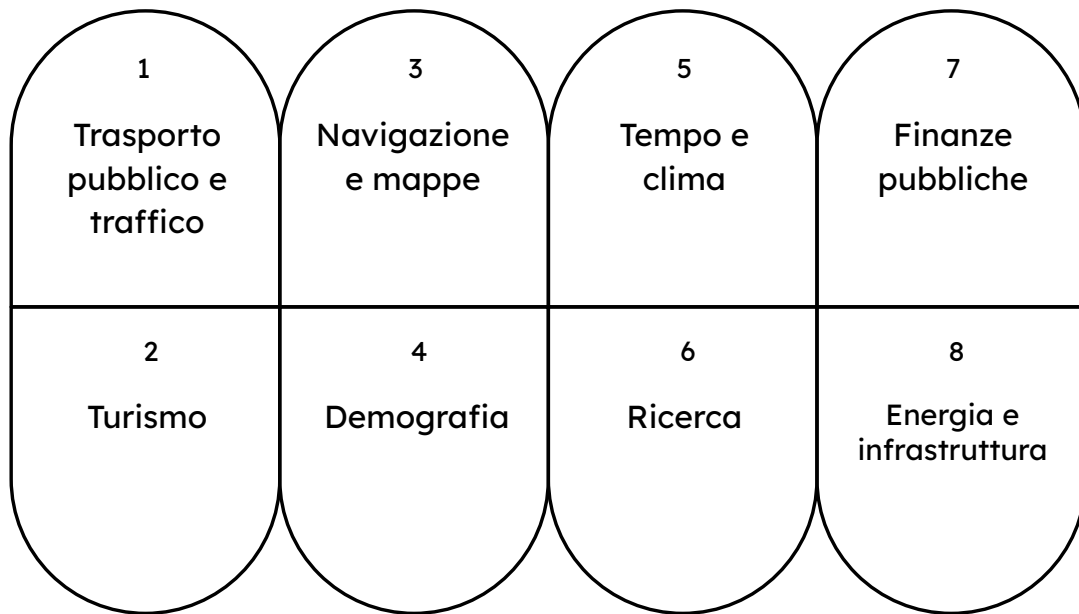 1
Trasporto
pubblico e
traffico
2
Turismo
3
Navigazione
e mappe
4
Demografia
5
Tempo e
clima
6
Ricerca
7
Finanze
pubbliche
8
Energia e
infrastruttura